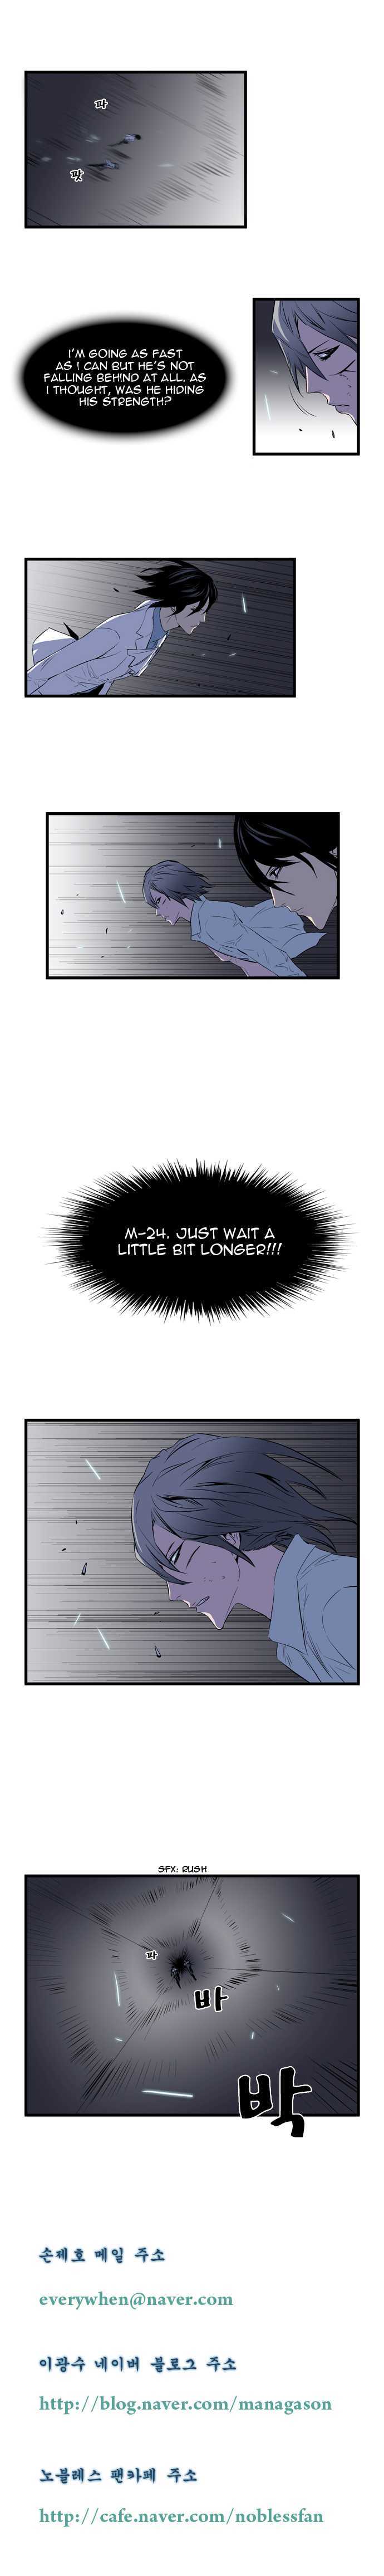 파
팟
I'M GOING AS FAST
AS I CAN BUT HE'S NOT
FALLING BEHIND AT ALL. AS
I THOUGHT, WAS HE HIDING
HIS STRENGTH?
M-24. JUST WAIT A
LITTLE BIT LONGER!!!
SFX: RUSH
파
바
박
손제호 메일 주소
everywhen@naver.com
이광수 네이버 블로그 주소
http://blog.naver.com/managason
노블레스 팬카페 주소
http://cafe.naver.com/noblessfan